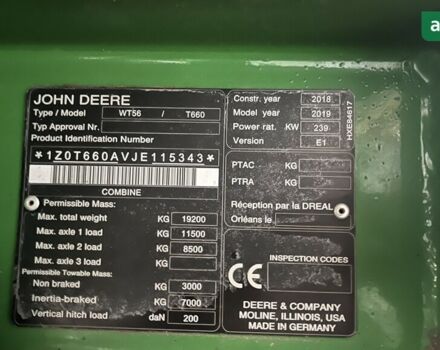 JOHN DEERE
Type / Model WT56 / T660
Typ Approval Nr.
Product Identification Number
*1Z0T660AVJE115343*
COMBINE
Permissible Mass:
Max. total weight KG 19200
Max. axle 1 load KG 11500
Max. axle 2 load KG 8500
Max. axle 3 load KG
Permissible Towable Mass:
Non braked KG 3000
Inertia-braked KG 7000
Vertical hitch load daN 200
Constr. year 2018
Model year 2019
Power rat. KW 239
Version E1
HXE84617
PTAC KG
PTRA KG
Réception par la DREAL
Orléans le
INSPECTION CODES
CE
DEERE & COMPANY
MOLINE, ILLINOIS, USA
MADE IN GERMANY
a